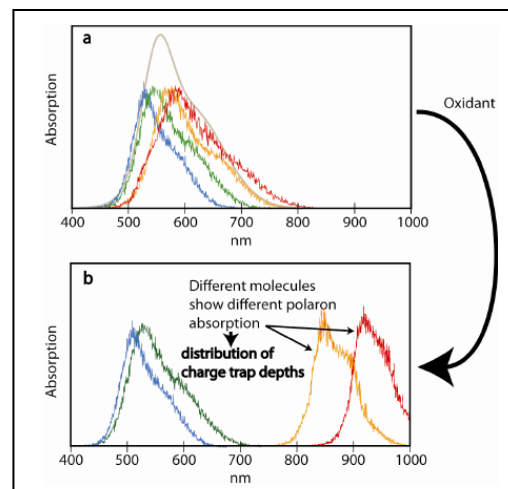 a
Absorption
Oxidant
400 500 600 700 800 900 1000
nm
b
Different molecules
show different polaron
absorption
distribution of
charge trap depths
Absorption
400 500 600 700 800 900 1000
nm